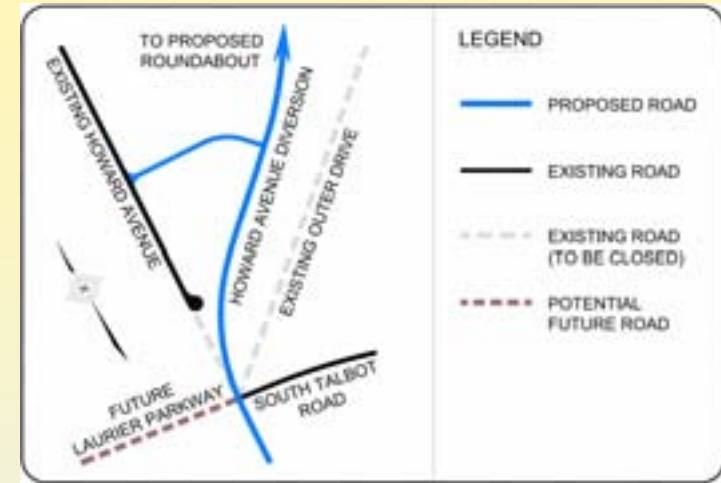 TO PROPOSED
ROUNDABOUT
EXISTING HOWARD AVENUE
HOWARD AVENUE DIVERSION
EXISTING OUTER DRIVE
FUTURE
LAURIER PARKWAY
SOUTH TALBOT
ROAD
LEGEND
PROPOSED ROAD
EXISTING ROAD
EXISTING ROAD
(TO BE CLOSED)
POTENTIAL
FUTURE ROAD